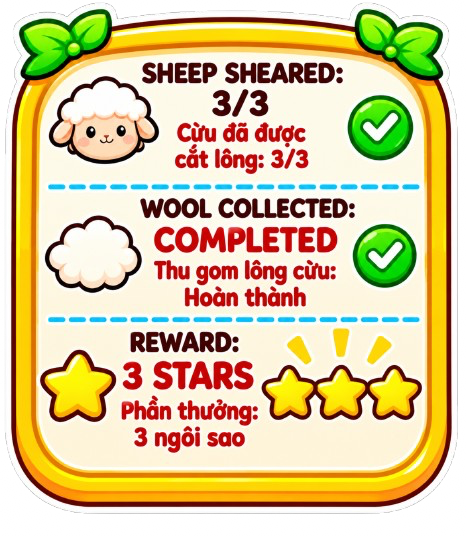 SHEEP SHEARED:
3/3
Cừu đã được
cắt lông: 3/3
WOOL COLLECTED:
COMPLETED
Thu gom lông cừu:
Hoàn thành
REWARD:
3 STARS
Phần thưởng:
3 ngôi sao